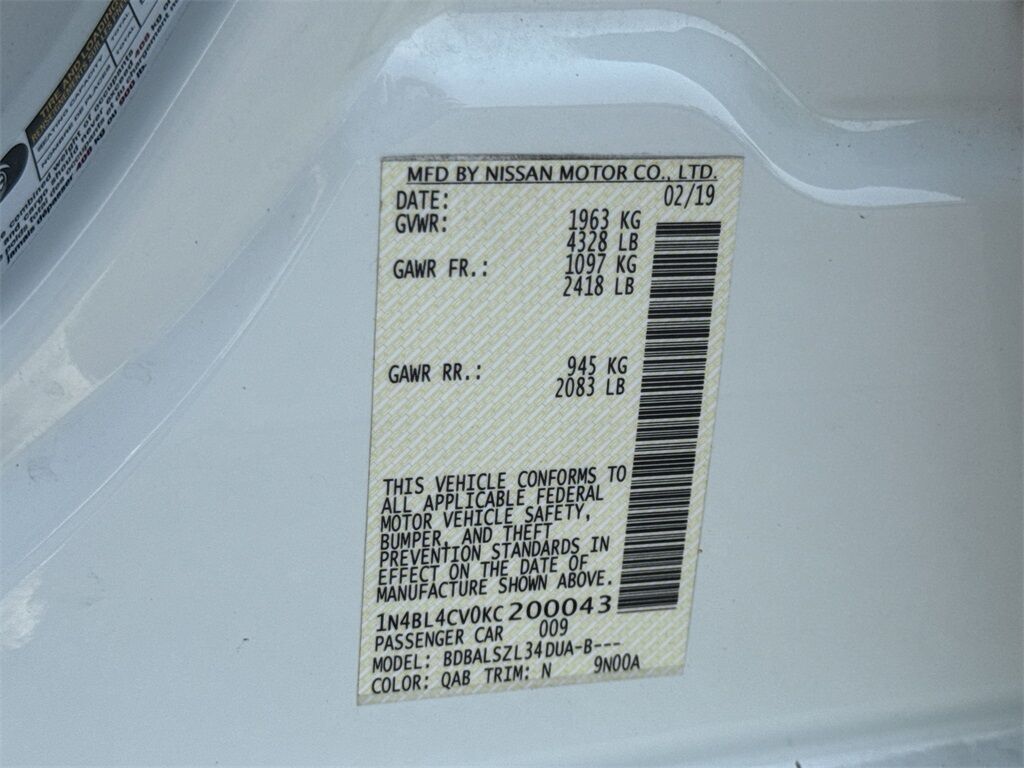 TIRE AND LOADING
MFD BY NISSAN MOTOR CO., LTD.
DATE: 02/19
GVWR: 1963 KG
4328 LB
GAWR FR.: 1097 KG
2418 LB
GAWR RR.: 945 KG
2083 LB
THIS VEHICLE CONFORMS TO
ALL APPLICABLE FEDERAL
MOTOR VEHICLE SAFETY,
BUMPER, AND THEFT
PREVENTION STANDARDS IN
EFFECT ON THE DATE OF
MANUFACTURE SHOWN ABOVE.
1N4BL4CV0KC200043
PASSENGER CAR 009
MODEL: BDBALSZL34DUA-B---
COLOR: QAB TRIM: N 9N00A